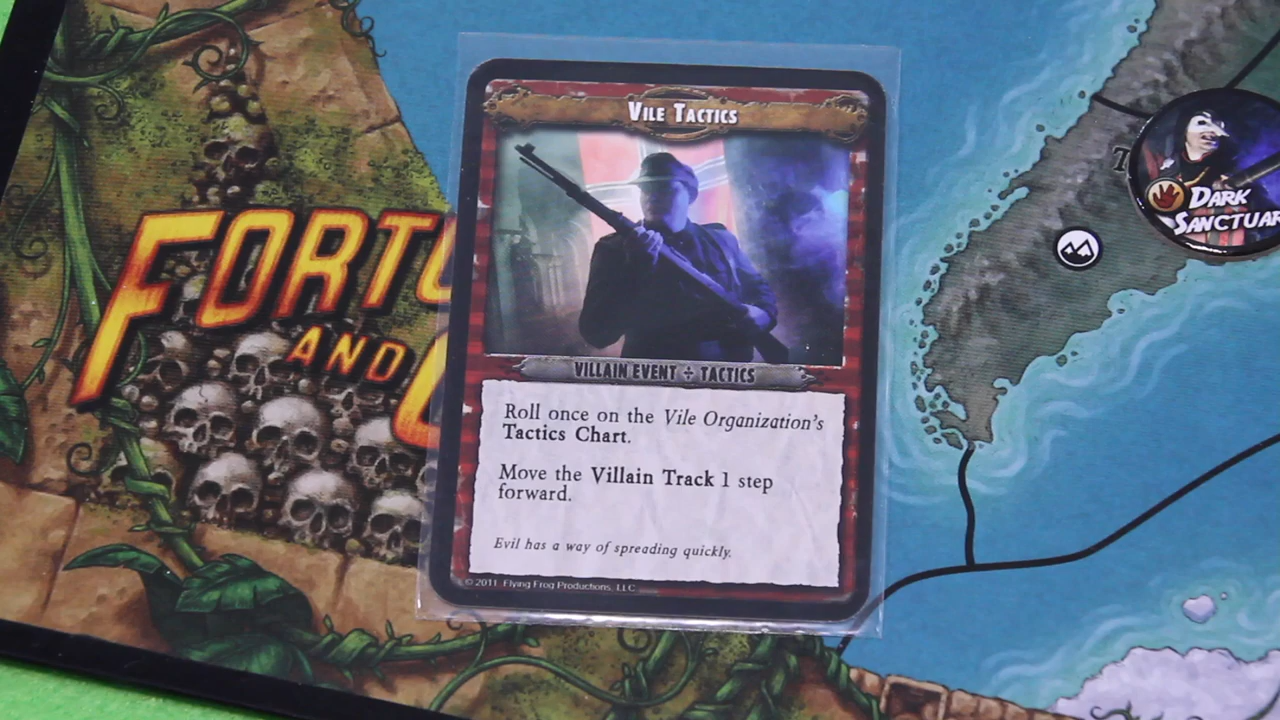 Vile Tactics
Villain Event ÷ Tactics
Roll once on the Vile Organization's
Tactics Chart.
Move the Villain Track 1 step
forward.
Evil has a way of spreading quickly.
© 2011 Flying Frog Productions, LLC
Fort
and
Dark
Sanctuar